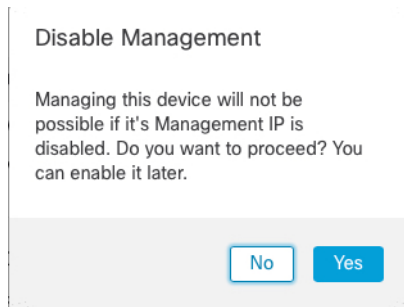 Disable Management
Managing this device will not be
possible if it's Management IP is
disabled. Do you want to proceed? You
can enable it later.
No
Yes